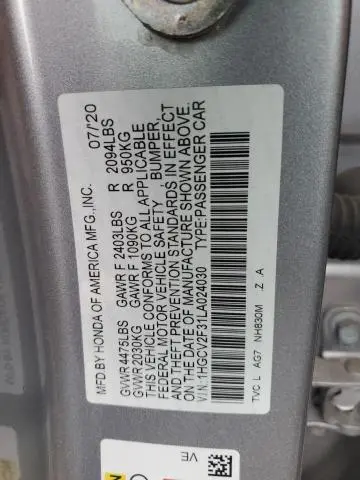 MFD BY HONDA OF AMERICA MFG., INC. 07/'20
GVWR 4475LBS GAWR F 2403LBS R 2094LBS
GVWR 2030KG GAWR F 1090KG R 950KG
THIS VEHICLE CONFORMS TO ALL APPLICABLE
FEDERAL MOTOR VEHICLE SAFETY, BUMPER,
AND THEFT PREVENTION STANDARDS IN EFFECT
ON THE DATE OF MANUFACTURE SHOWN ABOVE.
VIN: 1HGCV2F31LA024030 TYPE: PASSENGER CAR
TVC L AG7 NH830M Z A
VE